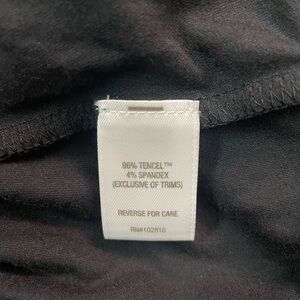 96% TENCEL™
4% SPANDEX
(EXCLUSIVE OF TRIMS)
REVERSE FOR CARE
RN#102816